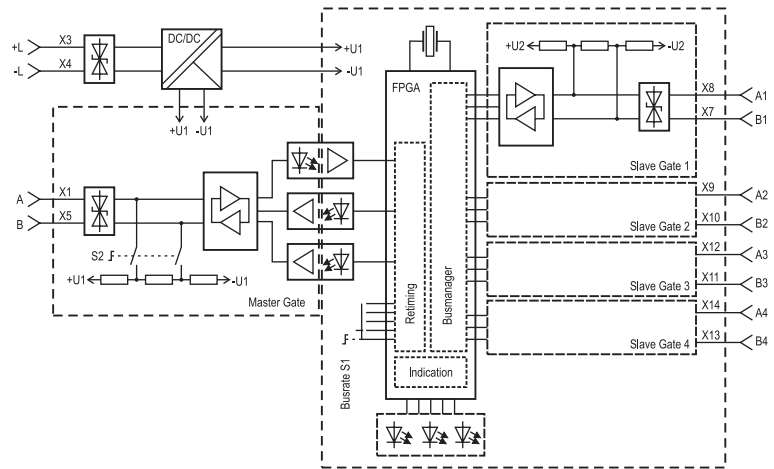 +L X3 DC/DC +U1
-L X4 -U1
+U1 -U1
FPGA
+U2 -U2
X8 A1
X7 B1
Slave Gate 1
A X1
B X5
S2
+U1 -U1
Master Gate
X9 A2
X10 B2
Slave Gate 2
X12 A3
X11 B3
Slave Gate 3
X14 A4
X13 B4
Slave Gate 4
Retiming
Busmanager
Busrate S1
Indication